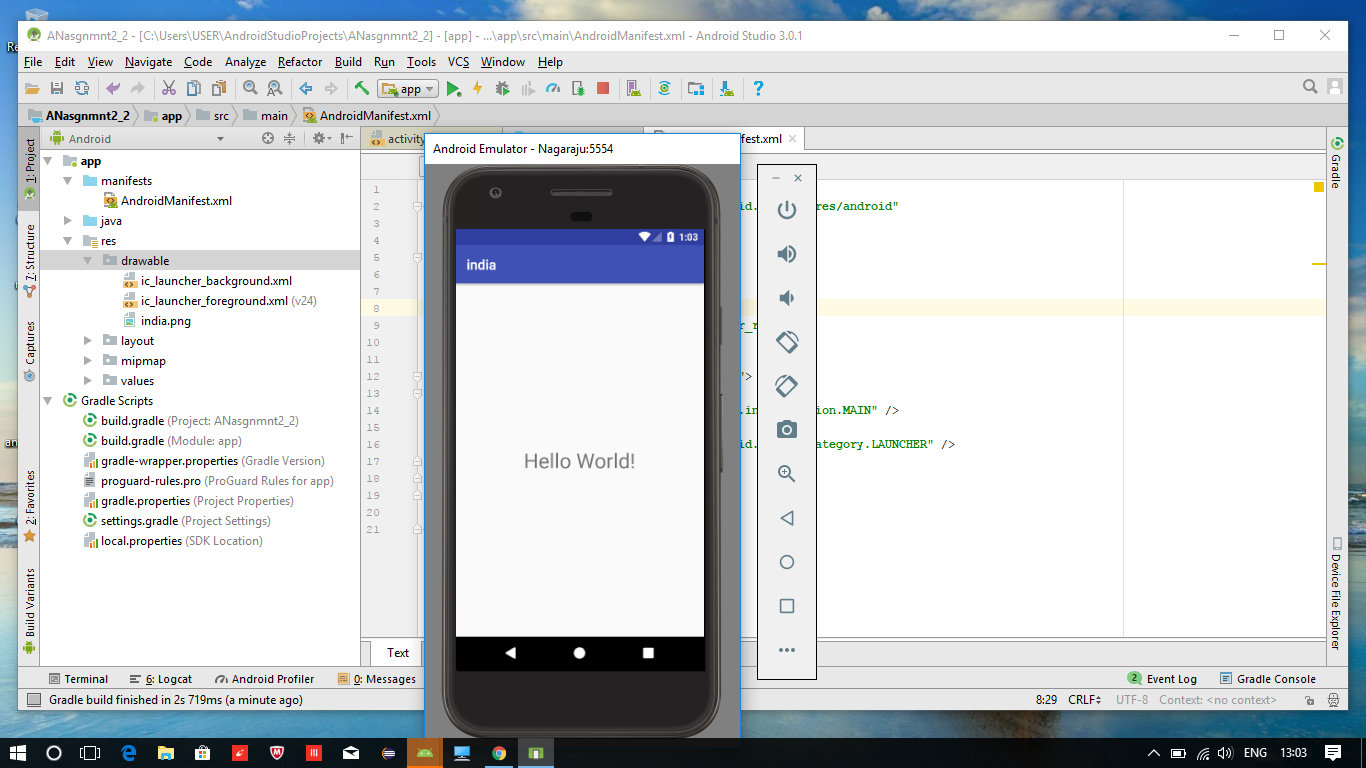 ANasgnmnt2_2 - [C:\Users\USER\AndroidStudioProjects\ANasgnmnt2_2] - [app] - ...\app\src\main\AndroidManifest.xml - Android Studio 3.0.1
File Edit View Navigate Code Analyze Refactor Build Run Tools VCS Window Help
app
ANasgnmnt2_2 app src main AndroidManifest.xml
Android
activity
fest.xml
1: Project
7: Structure
Captures
2: Favorites
Build Variants
app
manifests
AndroidManifest.xml
java
res
drawable
ic_launcher_background.xml
ic_launcher_foreground.xml (v24)
india.png
layout
mipmap
values
Gradle Scripts
build.gradle (Project: ANasgnmnt2_2)
build.gradle (Module: app)
gradle-wrapper.properties (Gradle Version)
proguard-rules.pro (ProGuard Rules for app)
gradle.properties (Project Properties)
settings.gradle (Project Settings)
local.properties (SDK Location)
1
2 res/android"
3
4
5
6
7
8
9
10
11
12 ">
13
14 ion.MAIN" />
15
16 ategory.LAUNCHER" />
17
18
19
20
21
Android Emulator - Nagaraju:5554
1:03
india
Hello World!
Gradle
Device File Explorer
Text
Terminal 6: Logcat Android Profiler 0: Messages 2 Event Log Gradle Console
Gradle build finished in 2s 719ms (a minute ago) 8:29 CRLF UTF-8 Context: <no context>
ENG 13:03